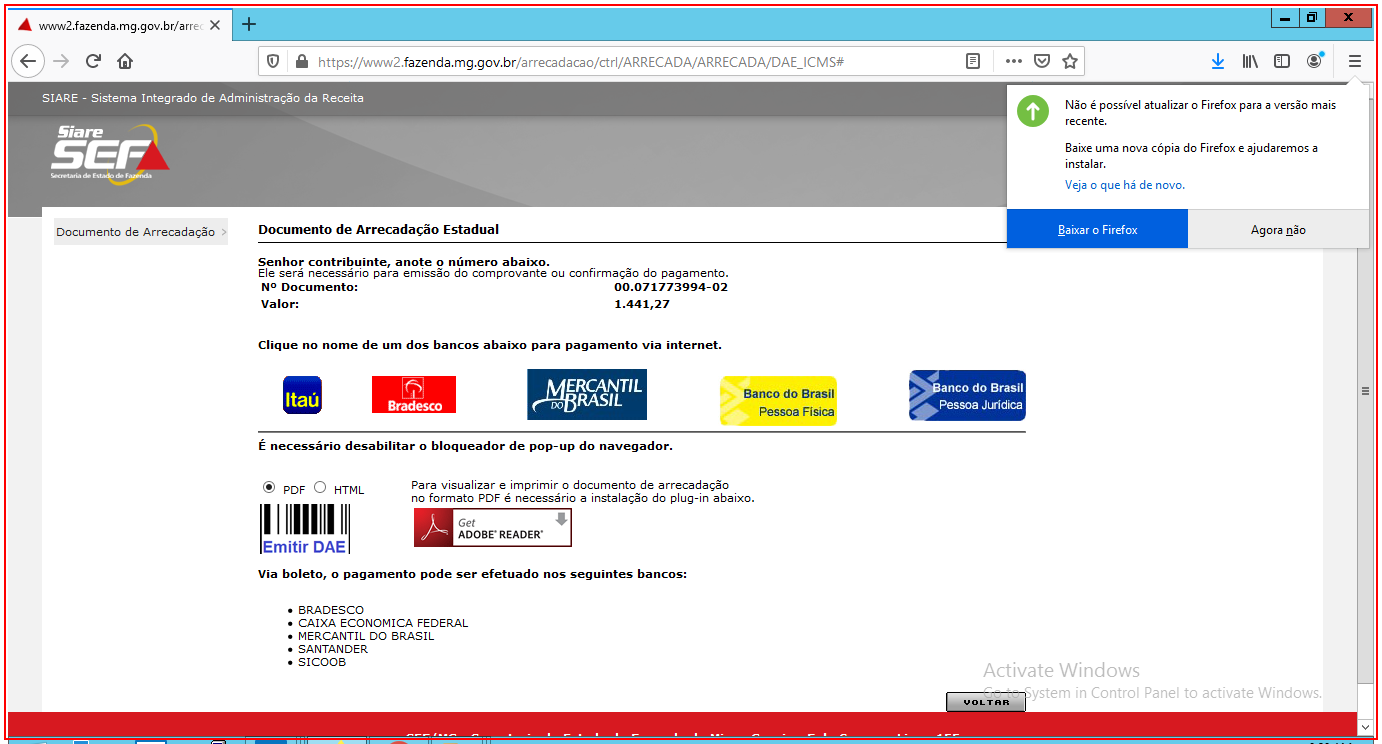 www2.fazenda.mg.gov.br/arrec
https://www2.fazenda.mg.gov.br/arrecadacao/ctrl/ARRECADA/ARRECADA/DAE_ICMS#
SIARE - Sistema Integrado de Administração da Receita
Siare
SEF
Secretaria de Estado de Fazenda
Não é possível atualizar o Firefox para a versão mais
recente.
Baixe uma nova cópia do Firefox e ajudaremos a
instalar.
Veja o que há de novo.
Baixar o Firefox
Agora não
Documento de Arrecadação
Documento de Arrecadação Estadual
Senhor contribuinte, anote o número abaixo.
Ele será necessário para emissão do comprovante ou confirmação do pagamento.
Nº Documento: 00.071773994-02
Valor: 1.441,27
Clique no nome de um dos bancos abaixo para pagamento via internet.
Itaú
Bradesco
MERCANTIL
DO BRASIL
Banco do Brasil
Pessoa Física
Banco do Brasil
Pessoa Jurídica
É necessário desabilitar o bloqueador de pop-up do navegador.
PDF HTML
Emitir DAE
Para visualizar e imprimir o documento de arrecadação
no formato PDF é necessário a instalação do plug-in abaixo.
Get
ADOBE® READER®
Via boleto, o pagamento pode ser efetuado nos seguintes bancos:
• BRADESCO
• CAIXA ECONOMICA FEDERAL
• MERCANTIL DO BRASIL
• SANTANDER
• SICOOB
Activate Windows
Go to System in Control Panel to activate Windows.
VOLTAR